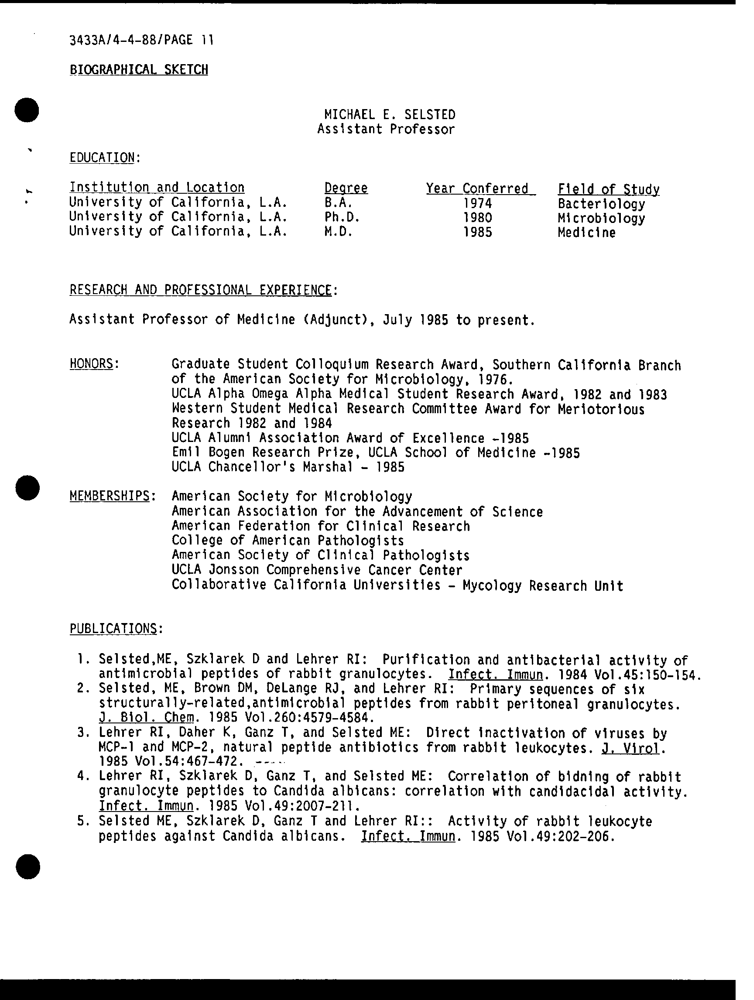 3433A/4-4-88/PAGE 11
BIOGRAPHICAL SKETCH
MICHAEL E. SELSTED
Assistant Professor
EDUCATION:
Institution and Location Degree Year Conferred Field of Study
University of California, L.A. B.A. 1974 Bacteriology
University of California, L.A. Ph.D. 1980 Microbiology
University of California, L.A. M.D. 1985 Medicine
RESEARCH AND PROFESSIONAL EXPERIENCE:
Assistant Professor of Medicine (Adjunct), July 1985 to present.
HONORS: Graduate Student Colloquium Research Award, Southern California Branch
of the American Society for Microbiology, 1976.
UCLA Alpha Omega Alpha Medical Student Research Award, 1982 and 1983
Western Student Medical Research Committee Award for Meriotorious
Research 1982 and 1984
UCLA Alumni Association Award of Excellence -1985
Emil Bogen Research Prize, UCLA School of Medicine -1985
UCLA Chancellor's Marshal - 1985
MEMBERSHIPS: American Society for Microbiology
American Association for the Advancement of Science
American Federation for Clinical Research
College of American Pathologists
American Society of Clinical Pathologists
UCLA Jonsson Comprehensive Cancer Center
Collaborative California Universities - Mycology Research Unit
PUBLICATIONS:
1. Selsted,ME, Szklarek D and Lehrer RI: Purification and antibacterial activity of
antimicrobial peptides of rabbit granulocytes. Infect. Immun. 1984 Vol.45:150-154.
2. Selsted, ME, Brown DM, DeLange RJ, and Lehrer RI: Primary sequences of six
structurally-related,antimicrobial peptides from rabbit peritoneal granulocytes.
J. Biol. Chem. 1985 Vol.260:4579-4584.
3. Lehrer RI, Daher K, Ganz T, and Selsted ME: Direct inactivation of viruses by
MCP-1 and MCP-2, natural peptide antibiotics from rabbit leukocytes. J. Virol.
1985 Vol.54:467-472. ----
4. Lehrer RI, Szklarek D, Ganz T, and Selsted ME: Correlation of bidning of rabbit
granulocyte peptides to Candida albicans: correlation with candidacidal activity.
Infect. Immun. 1985 Vol.49:2007-211.
5. Selsted ME, Szklarek D, Ganz T and Lehrer RI:: Activity of rabbit leukocyte
peptides against Candida albicans. Infect. Immun. 1985 Vol.49:202-206.